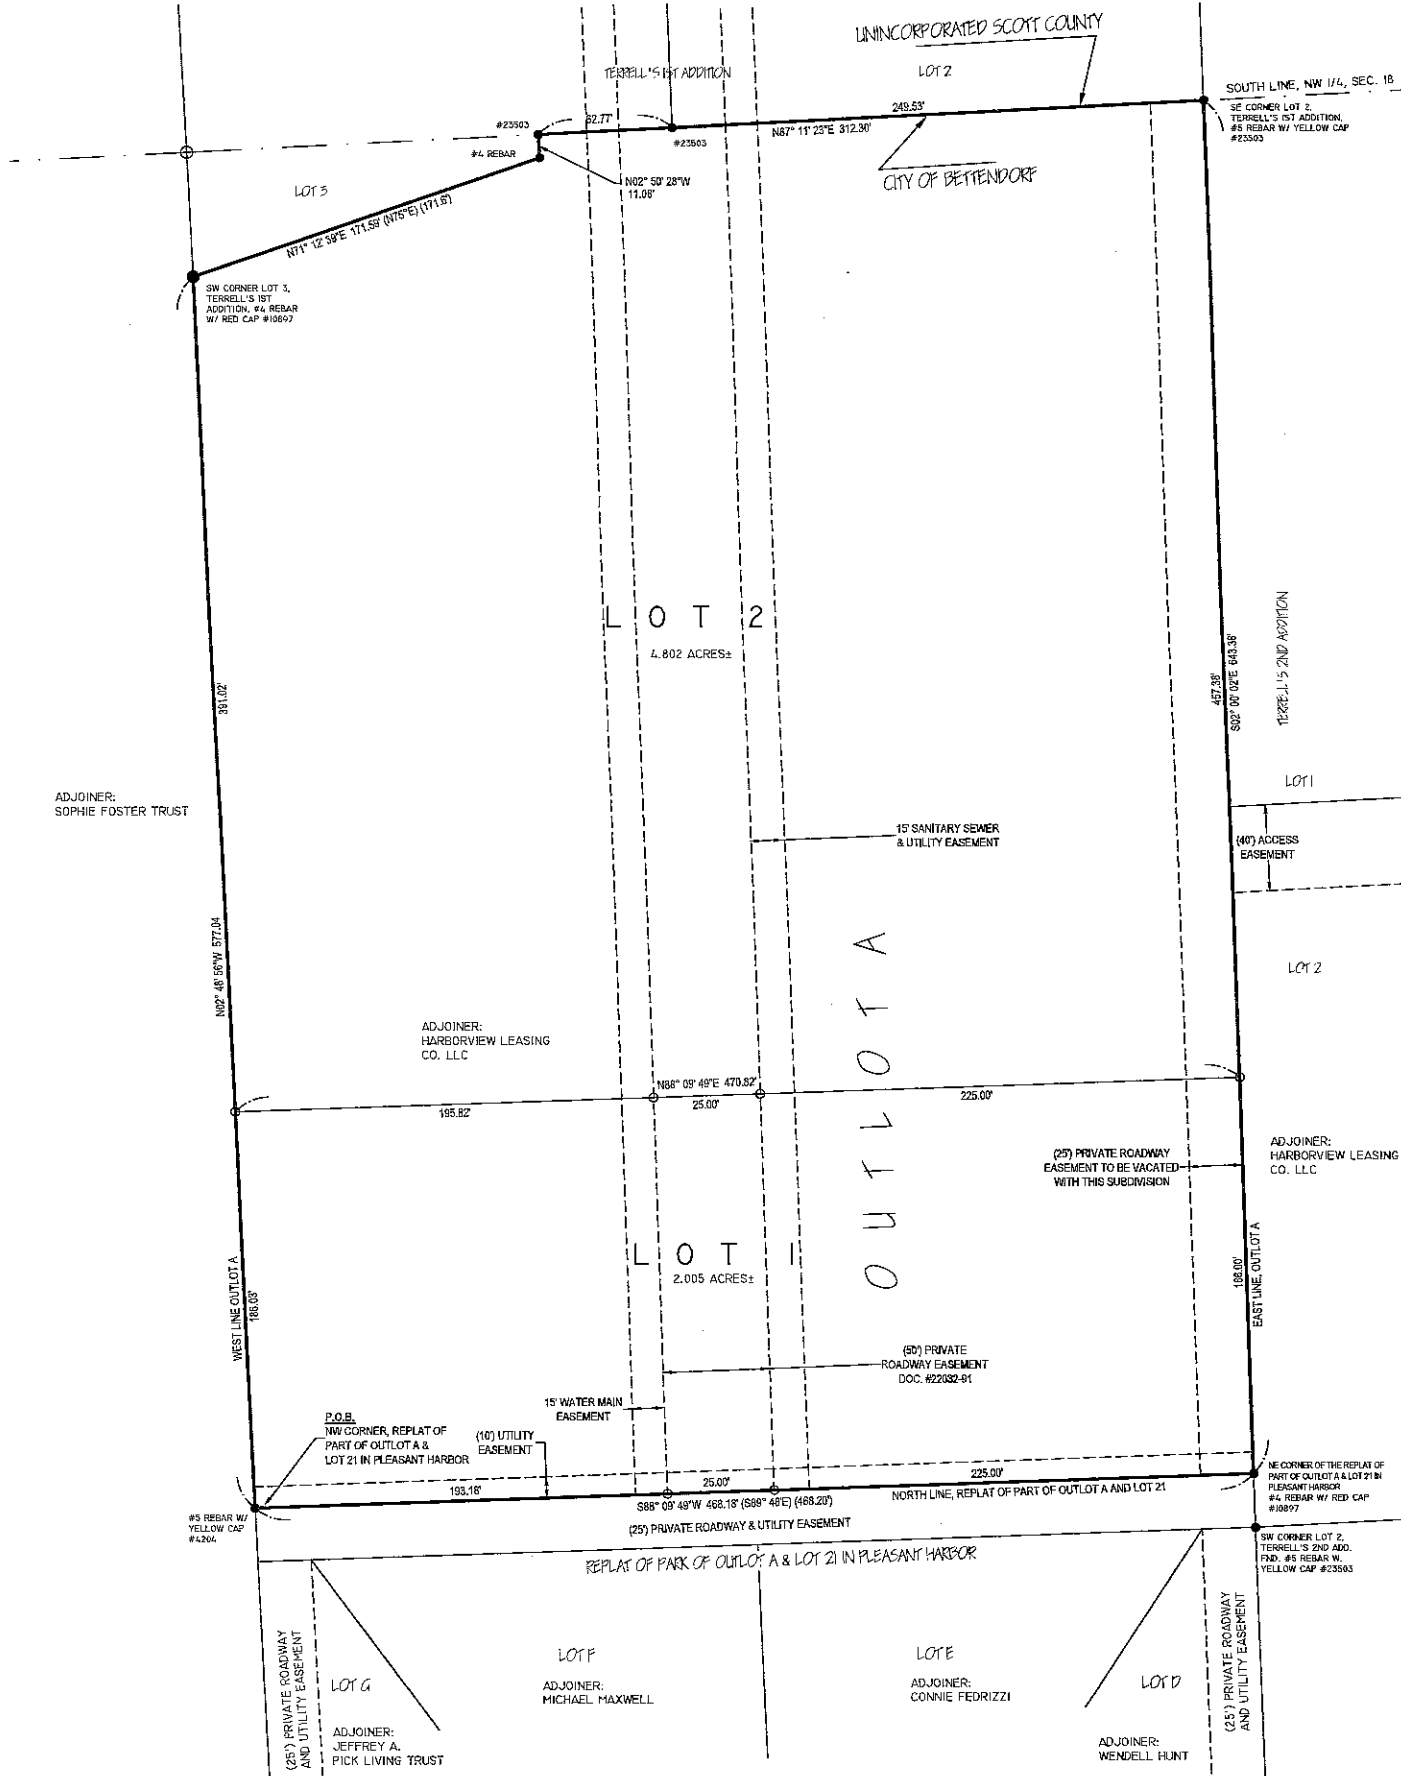 UNINCORPORATED SCOTT COUNTY
TERRELL'S 1ST ADDITION
LOT 2
SOUTH LINE, NW 1/4, SEC. 18
SE CORNER LOT 2,
TERRELL'S 1ST ADDITION,
#5 REBAR W/ YELLOW CAP
#23503
249.53'
#23503
62.77'
#23503
N87° 11' 23"E 312.30'
#4 REBAR
CITY OF BETTENDORF
N02° 50' 28"W
11.06'
LOT 3
N71° 12' 39"E 171.59' (N75°E) (171.6')
SW CORNER LOT 3,
TERRELL'S 1ST
ADDITION, #4 REBAR
W/ RED CAP #10897
LOT 2
4.802 ACRES±
391.02'
457.38'
S02° 00' 02"E 643.38'
TERRELL'S 2ND ADDITION
LOT 1
ADJOINER:
SOPHIE FOSTER TRUST
15' SANITARY SEWER
& UTILITY EASEMENT
(40') ACCESS
EASEMENT
N02° 48' 56"W 577.04
OUTLOT A
LOT 2
ADJOINER:
HARBORVIEW LEASING
CO. LLC
N88° 09' 49"E 470.82'
195.82'
25.00'
225.00'
(25') PRIVATE ROADWAY
EASEMENT TO BE VACATED
WITH THIS SUBDIVISION
ADJOINER:
HARBORVIEW LEASING
CO. LLC
LOT 1
2.005 ACRES±
WEST LINE OUTLOT A
186.03'
186.00'
EAST LINE, OUTLOT A
(50') PRIVATE
ROADWAY EASEMENT
DOC. #22032-91
15' WATER MAIN
EASEMENT
P.O.B.
NW CORNER, REPLAT OF
PART OF OUTLOT A &
LOT 21 IN PLEASANT HARBOR
(10') UTILITY
EASEMENT
193.18'
25.00'
225.00'
NE CORNER OF THE REPLAT OF
PART OF OUTLOT A & LOT 21 IN
PLEASANT HARBOR
#4 REBAR W/ RED CAP
#10897
S88° 09' 49"W 468.18' (S89° 48'E) (468.20')
NORTH LINE, REPLAT OF PART OF OUTLOT A AND LOT 21
#5 REBAR W/
YELLOW CAP
#4204
(25') PRIVATE ROADWAY & UTILITY EASEMENT
SW CORNER LOT 2,
TERRELL'S 2ND ADD.
FND. #5 REBAR W.
YELLOW CAP #23503
REPLAT OF PARK OF OUTLOT A & LOT 21 IN PLEASANT HARBOR
(25') PRIVATE ROADWAY
AND UTILITY EASEMENT
LOT G
ADJOINER:
JEFFREY A.
PICK LIVING TRUST
LOT F
ADJOINER:
MICHAEL MAXWELL
LOT E
ADJOINER:
CONNIE FEDRIZZI
LOT D
ADJOINER:
WENDELL HUNT
(25') PRIVATE ROADWAY
AND UTILITY EASEMENT